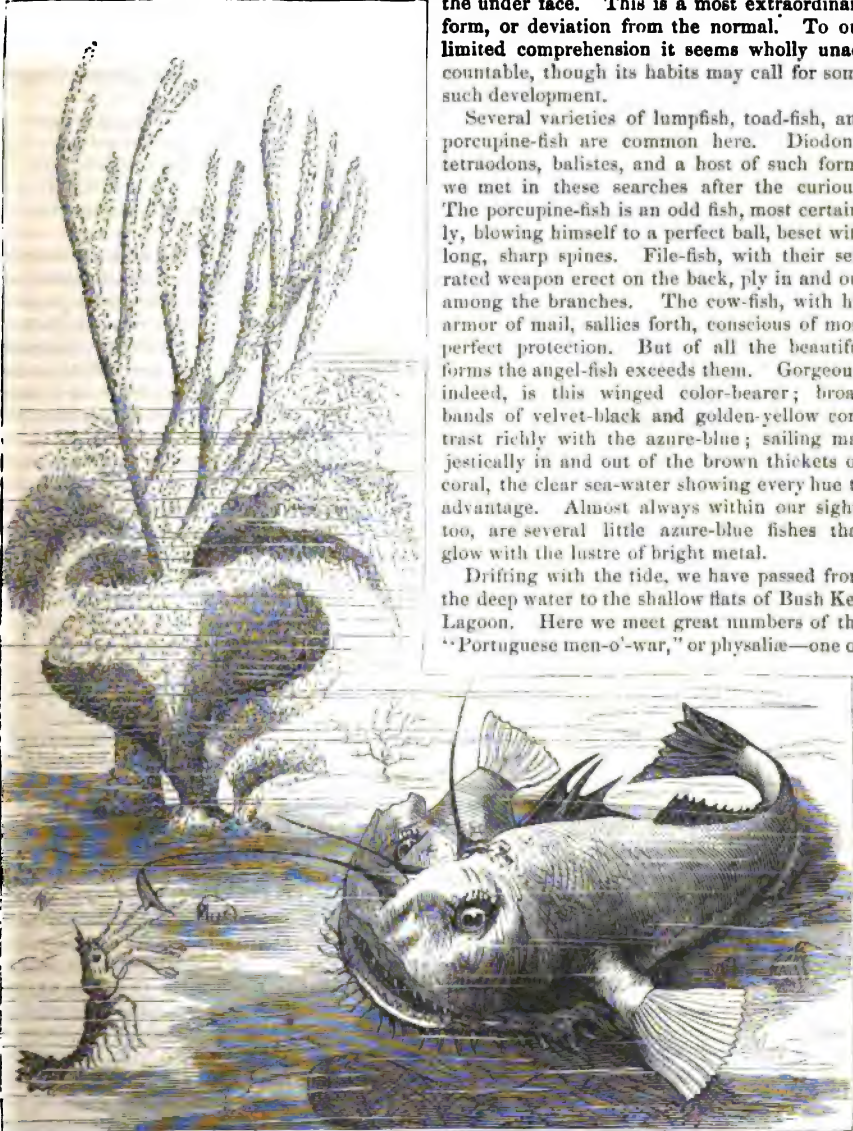 the under face. This is a most extraordinar
form, or deviation from the normal. To ou
limited comprehension it seems wholly unac
countable, though its habits may call for som
such development.
Several varieties of lumpfish, toad-fish, an
porcupine-fish are common here. Diodon
tetraodons, balistes, and a host of such form
we met in these searches after the curiou
The porcupine-fish is an odd fish, most certain
ly, blowing himself to a perfect ball, beset wit
long, sharp spines. File-fish, with their ser
rated weapon erect on the back, ply in and ou
among the branches. The cow-fish, with h
armor of mail, sallies forth, conscious of mos
perfect protection. But of all the beautifu
forms the angel-fish exceeds them. Gorgeou
indeed, is this winged color-bearer; broa
bands of velvet-black and golden-yellow con
trast richly with the azure-blue; sailing ma
jestically in and out of the brown thickets o
coral, the clear sea-water showing every hue t
advantage. Almost always within our sigh
too, are several little azure-blue fishes tha
glow with the lustre of bright metal.
Drifting with the tide, we have passed from
the deep water to the shallow flats of Bush Ke
Lagoon. Here we meet great numbers of th
"Portuguese men-o'-war," or physaliæ—one o